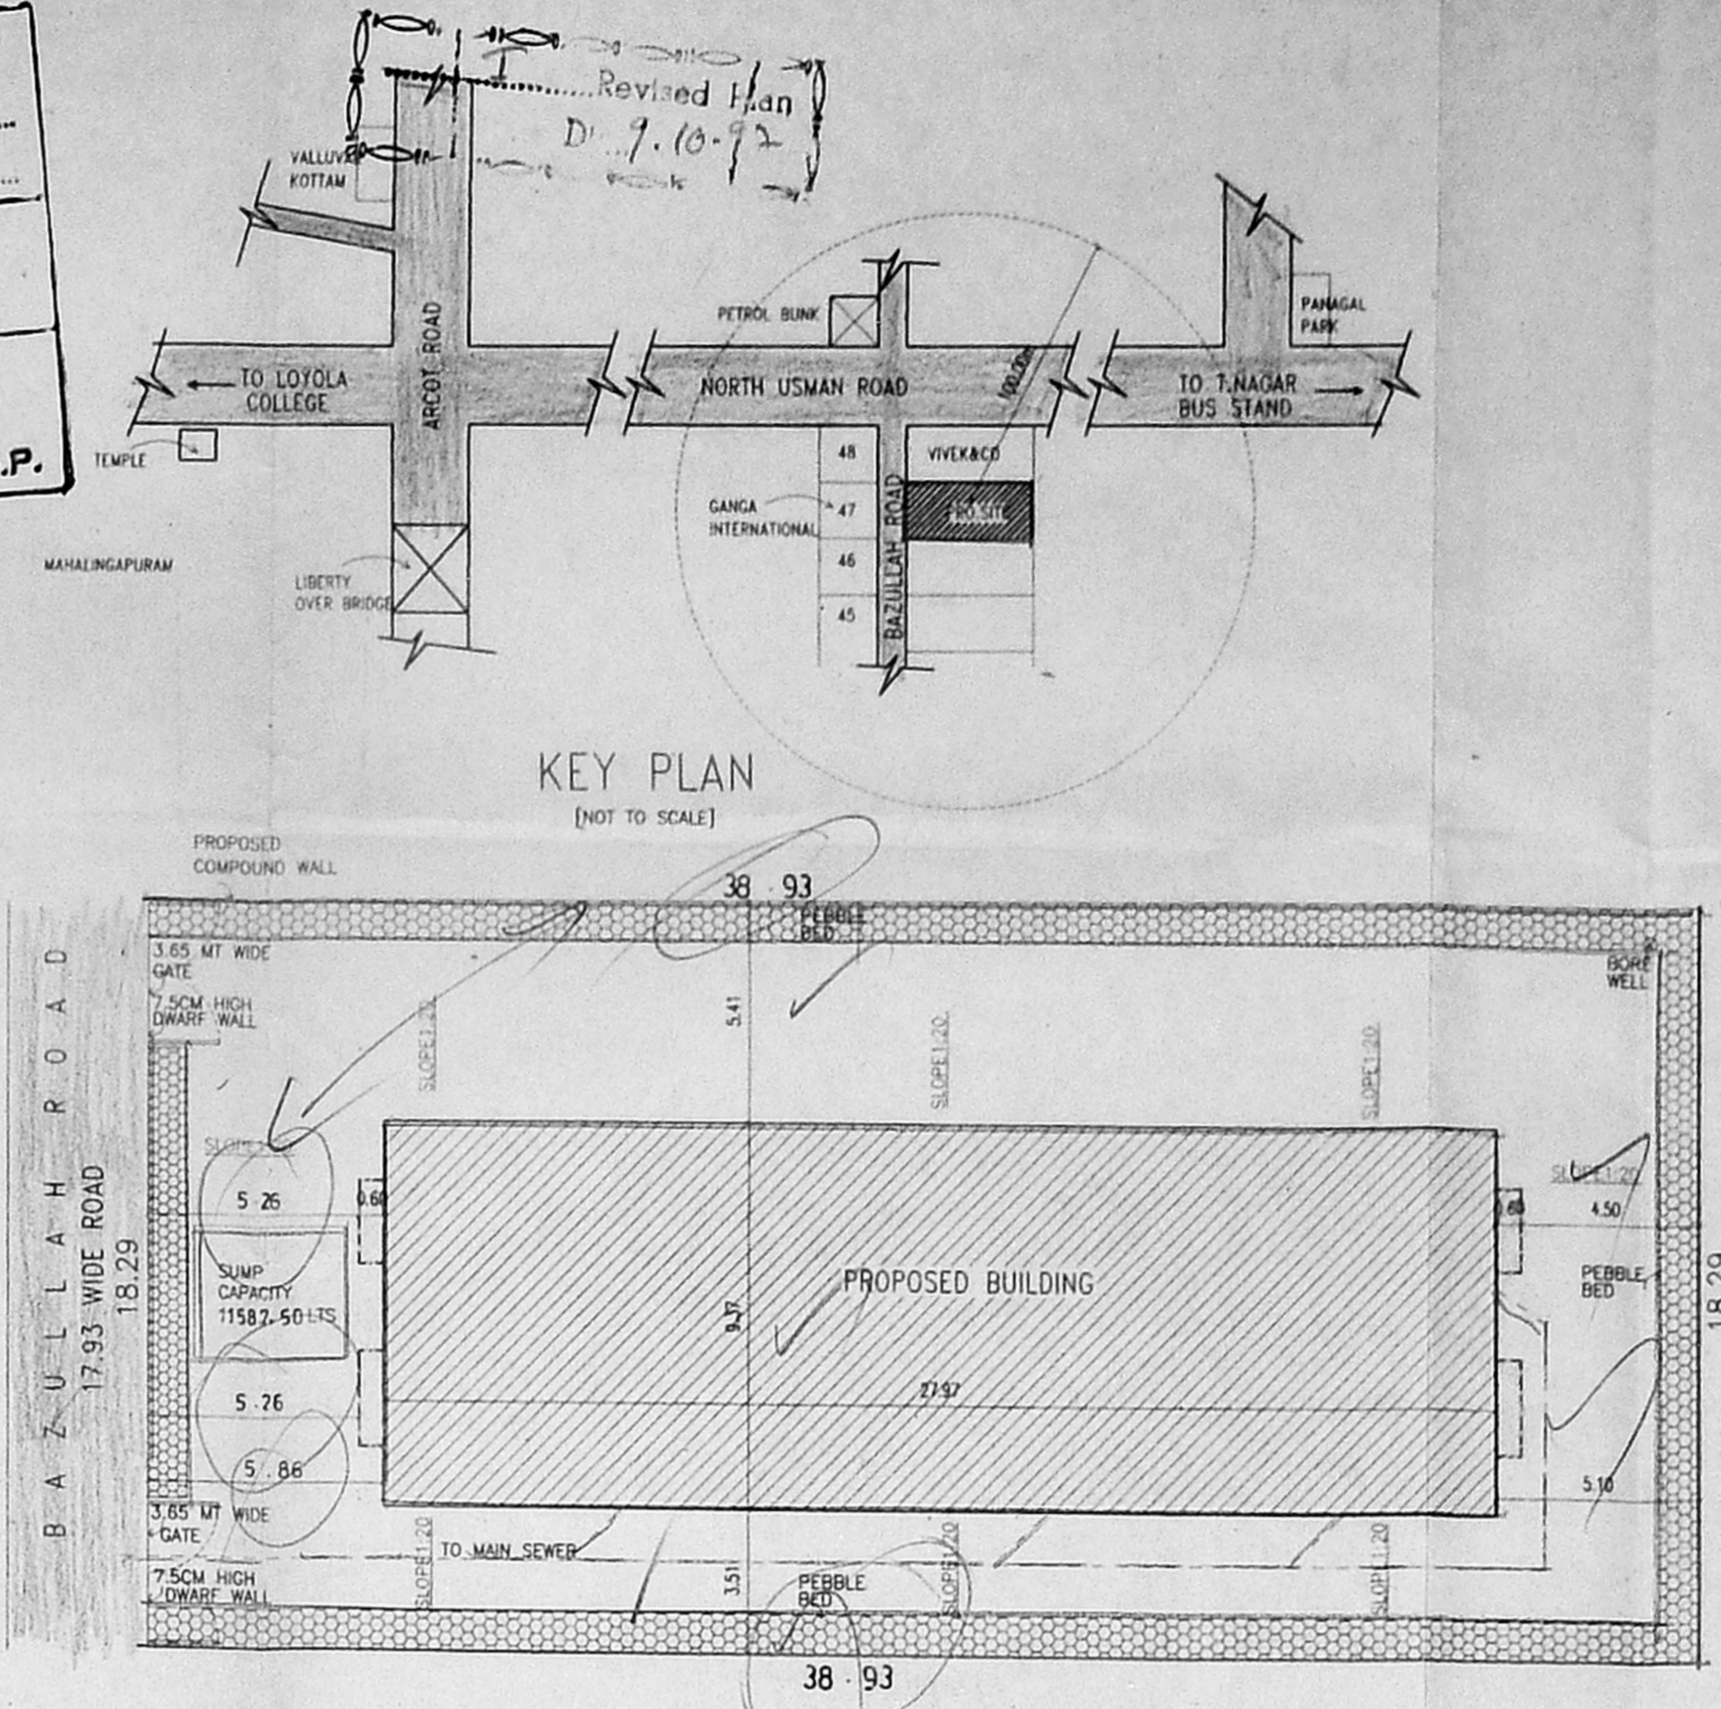 Revised Plan
9.10.92
VALLUVAR
KOTTAM
PETROL BUNK
PANAGAL
PARK
ARCOT ROAD
TO LOYOLA
COLLEGE
NORTH USMAN ROAD
100.00m
TO T.NAGAR
BUS STAND
TEMPLE
.P.
48
VIVEK&CO
GANGA
INTERNATIONAL
47
PRO.SITE
BAZULLAH ROAD
46
45
MAHALINGAPURAM
LIBERTY
OVER BRIDGE
KEY PLAN
[NOT TO SCALE]
PROPOSED
COMPOUND WALL
38.93
PEBBLE
BED
3.65 MT WIDE
GATE
7.5CM HIGH
DWARF WALL
BORE
WELL
5.41
SLOPE1:20
SLOPE1:20
SLOPE1:20
BAZULLAH ROAD
17.93 WIDE ROAD
18.29
5.26
0.60
SUMP
CAPACITY
11587.50 LTS
PROPOSED BUILDING
9.37
27.97
0.60
SLOPE1:20
4.50
PEBBLE
BED
18.29
5.26
5.86
5.10
3.65 MT WIDE
GATE
7.5CM HIGH
DWARF WALL
SLOPE1:20
TO MAIN SEWER
3.51
PEBBLE
BED
SLOPE1:20
SLOPE1:20
38.93